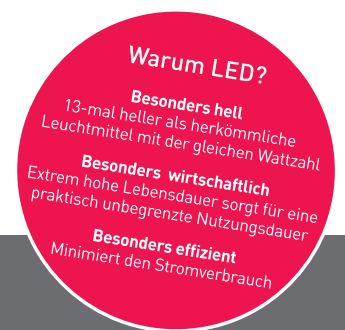 Warum LED?
Besonders hell
13-mal heller als herkömmliche
Leuchtmittel mit der gleichen Wattzahl
Besonders wirtschaftlich
Extrem hohe Lebensdauer sorgt für eine
praktisch unbegrenzte Nutzungsdauer
Besonders effizient
Minimiert den Stromverbrauch